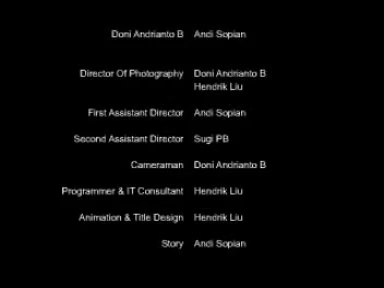 Doni Andrianto B Andi Sopian
Director Of Photography Doni Andrianto B
Hendrik Liu
First Assistant Director Andi Sopian
Second Assistant Director Sugi PB
Cameraman Doni Andrianto B
Programmer & IT Consultant Hendrik Liu
Animation & Title Design Hendrik Liu
Story Andi Sopian